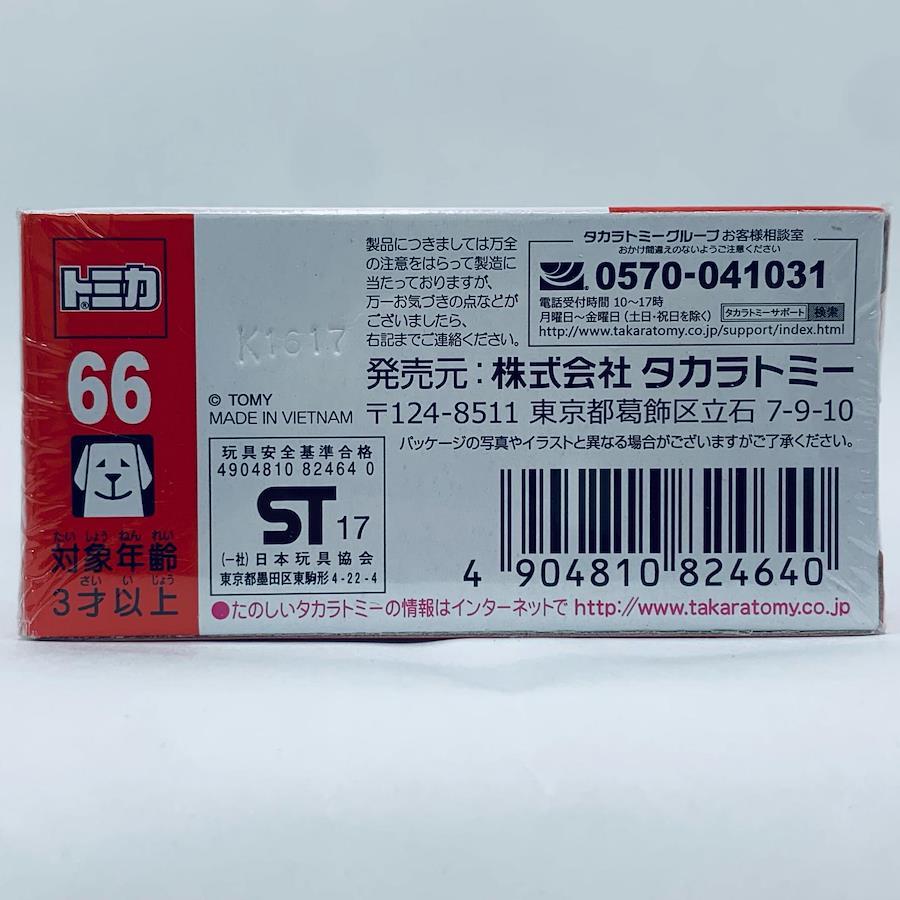 トミカ®
66
たい しょう ねん れい
対象年齢
さい い じょう
3才以上
K1617
© TOMY
MADE IN VIETNAM
玩具安全基準合格
4904810 82464 0
ST 17
(一社)日本玩具協会
東京都墨田区東駒形4-22-4
製品につきましては万全
の注意をはらって製造に
当たっておりますが、
万一お気づきの点などが
ございましたら、
右記までご連絡ください。
タカラトミーグループ お客様相談室
おかけ間違えのないようご注意ください
0570-041031
電話受付時間 10〜17時
月曜日〜金曜日(土日・祝日を除く) タカラトミーサポート 検索
http://www.takaratomy.co.jp/support/index.html
発売元:株式会社 タカラトミー
〒124-8511 東京都葛飾区立石 7-9-10
パッケージの写真やイラストと異なる場合がございますがご了承ください。
4 904810 824640
●たのしいタカラトミーの情報はインターネットで http://www.takaratomy.co.jp